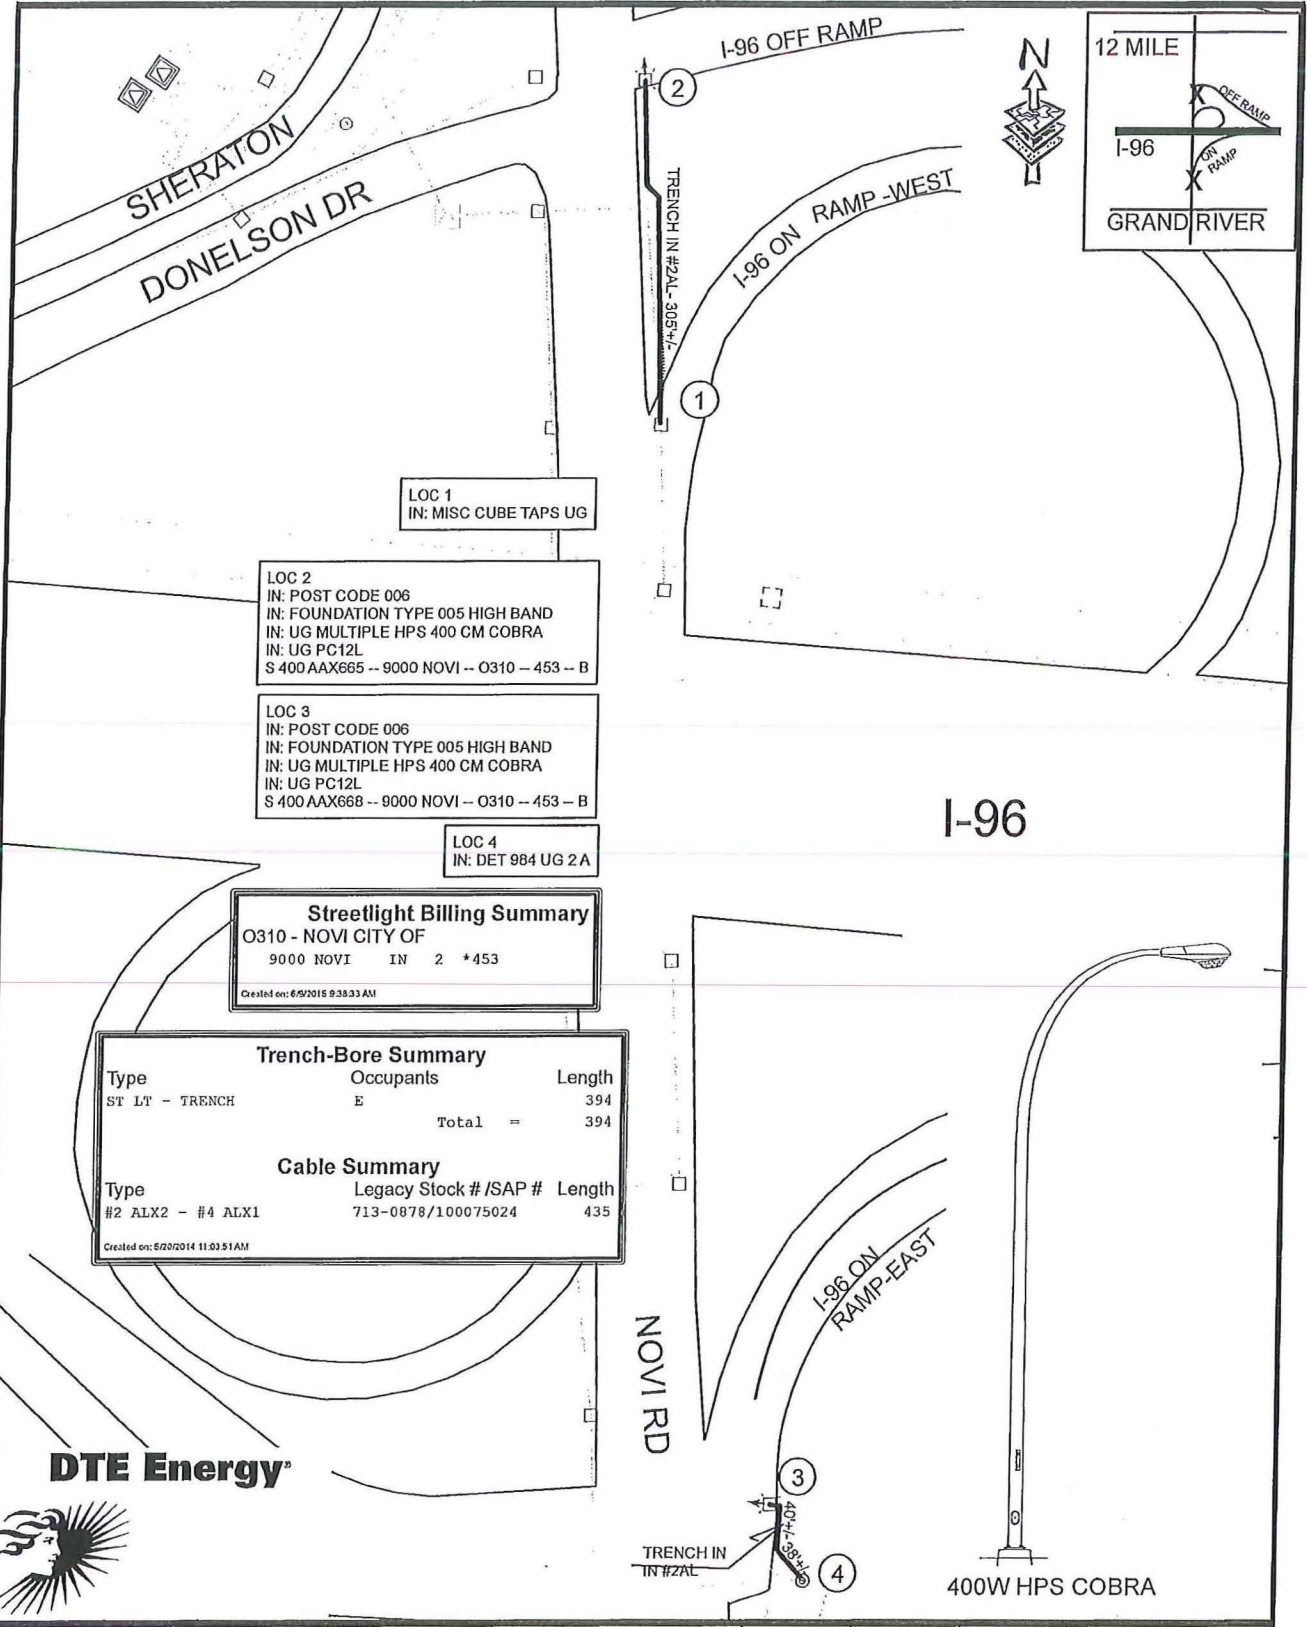 I-96 OFF RAMP
N
12 MILE
OFF RAMP
I-96
ON
RAMP
X
X
GRAND RIVER
SHERATON
DONELSON DR
2
TRENCH IN #2AL- 305'+/-
I-96 ON RAMP -WEST
1
LOC 1
IN: MISC CUBE TAPS UG
LOC 2
IN: POST CODE 006
IN: FOUNDATION TYPE 005 HIGH BAND
IN: UG MULTIPLE HPS 400 CM COBRA
IN: UG PC12L
S 400 AAX665 -- 9000 NOVI -- O310 -- 453 -- B
LOC 3
IN: POST CODE 006
IN: FOUNDATION TYPE 005 HIGH BAND
IN: UG MULTIPLE HPS 400 CM COBRA
IN: UG PC12L
S 400 AAX668 -- 9000 NOVI -- O310 -- 453 -- B
LOC 4
IN: DET 984 UG 2 A
I-96
Streetlight Billing Summary
O310 - NOVI CITY OF
9000 NOVI IN 2 *453
Created on: 6/9/2015 9:38:33 AM
Trench-Bore Summary
Type Occupants Length
ST LT - TRENCH E 394
Total = 394
Cable Summary
Type Legacy Stock # /SAP # Length
#2 ALX2 - #4 ALX1 713-0878/100075024 435
Created on: 5/20/2014 11:03:51 AM
I-96 ON
RAMP-EAST
NOVI RD
DTE Energy®
3
40'+/- 38'+/-
TRENCH IN
IN #2AL
4
400W HPS COBRA